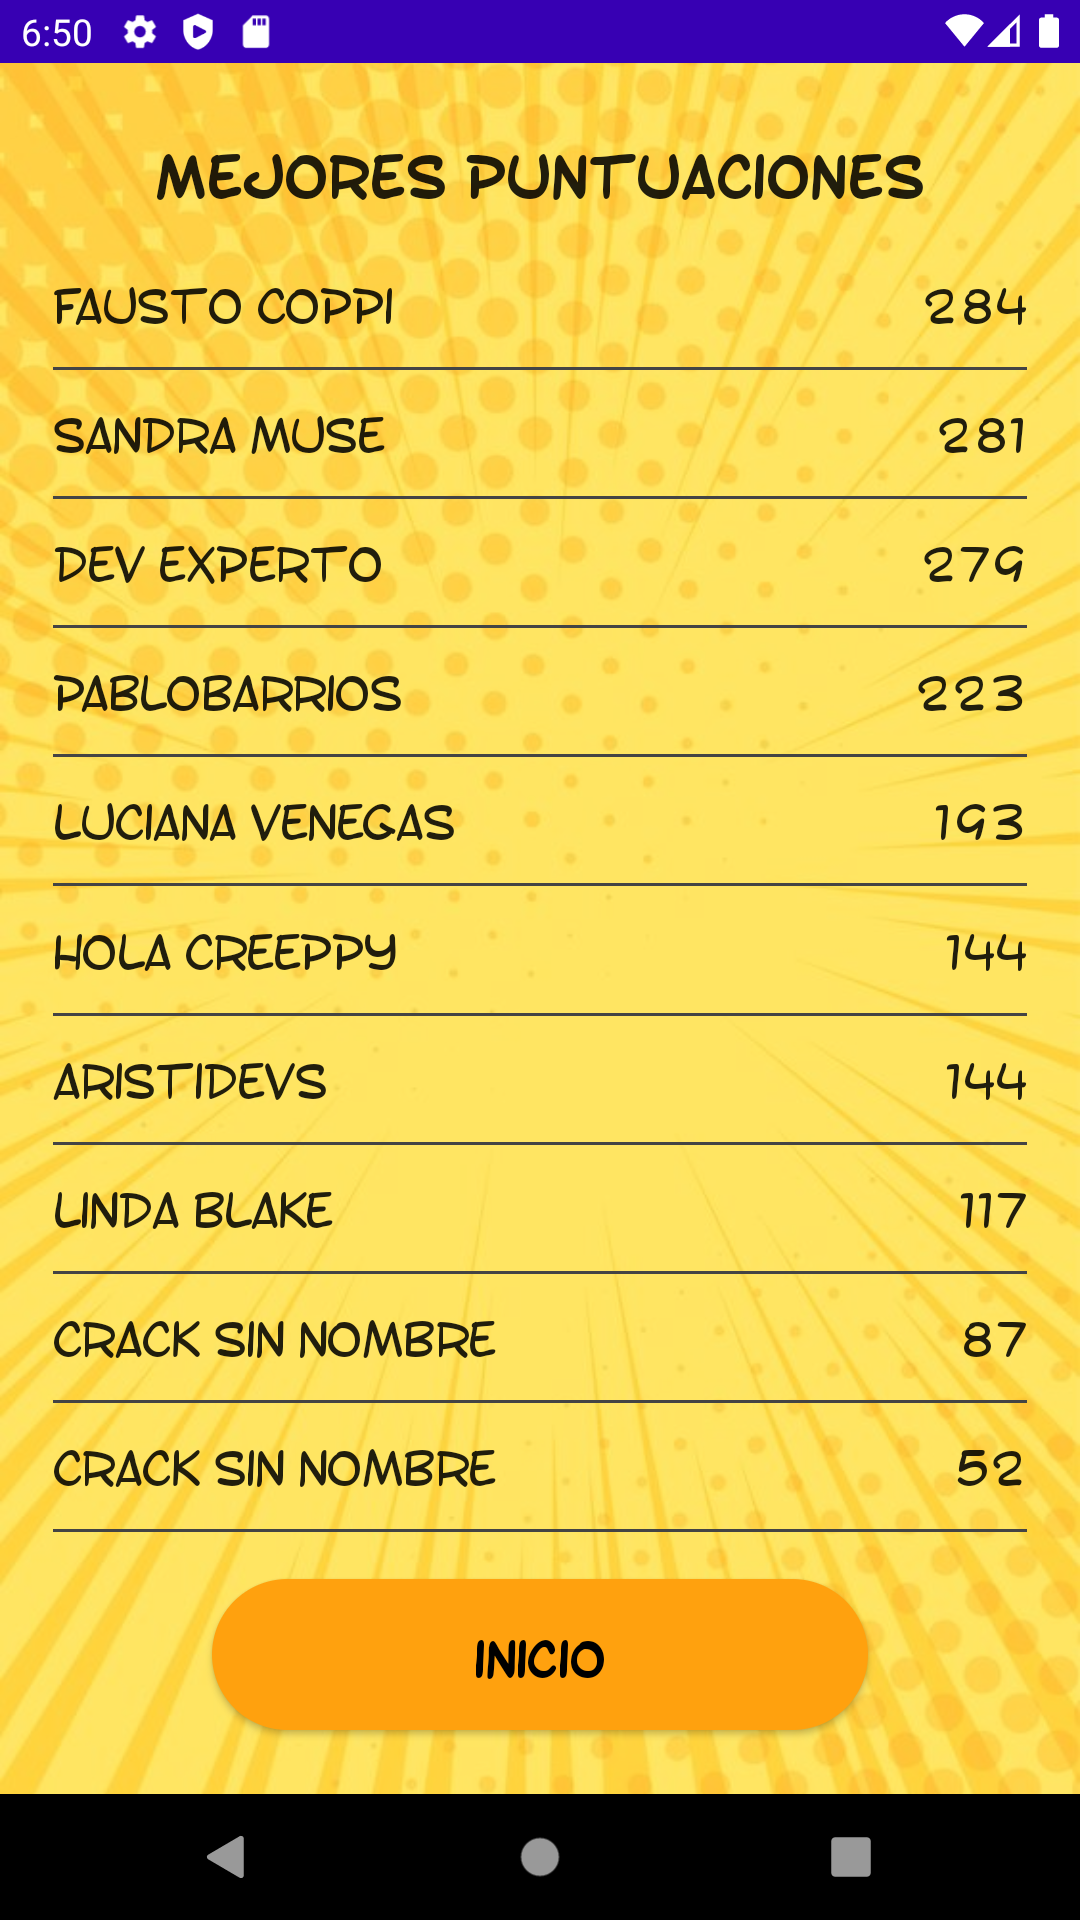 6:50
MEJORES PUNTUACIONES
FAUSTO COPPI 284
SANDRA MUSE 281
DEV EXPERTO 279
PABLOBARRIOS 223
LUCIANA VENEGAS 193
HOLA CREEPPY 144
ARISTIDEVS 144
LINDA BLAKE 117
CRACK SIN NOMBRE 87
CRACK SIN NOMBRE 52
INICIO